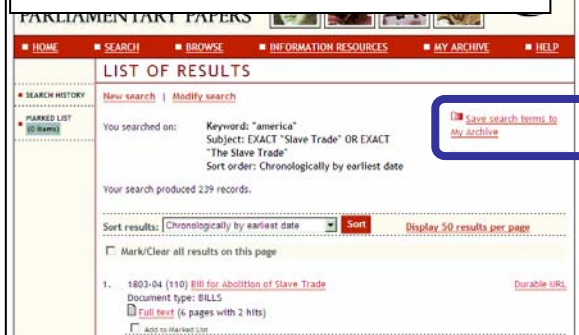 PARLIAMENTARY PAPERS
HOME SEARCH BROWSE INFORMATION RESOURCES MY ARCHIVE HELP
LIST OF RESULTS
SEARCH HISTORY
MARKED LIST
(0 items)
New search | Modify search
You searched on: Keyword: "america"
Subject: EXACT "Slave Trade" OR EXACT
"The Slave Trade"
Sort order: Chronologically by earliest date
Save search terms to
My Archive
Your search produced 239 records.
Sort results: Chronologically by earliest date Sort Display 50 results per page
Mark/Clear all results on this page
1. 1803-04 (110) Bill for Abolition of Slave Trade Durable URL
Document type: BILLS
Full text (6 pages with 2 hits)
Add to Marked List